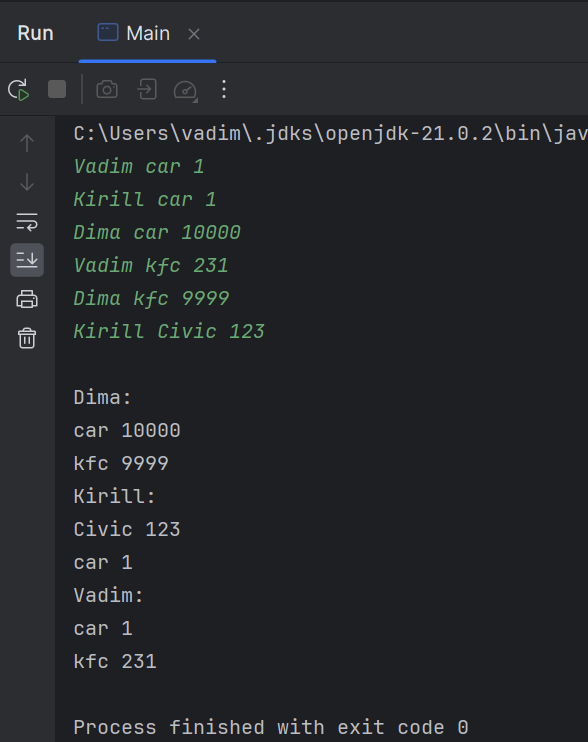 Run
Main
C:\Users\vadim\.jdks\openjdk-21.0.2\bin\jav
Vadim car 1
Kirill car 1
Dima car 10000
Vadim kfc 231
Dima kfc 9999
Kirill Civic 123
Dima:
car 10000
kfc 9999
Kirill:
Civic 123
car 1
Vadim:
car 1
kfc 231
Process finished with exit code 0